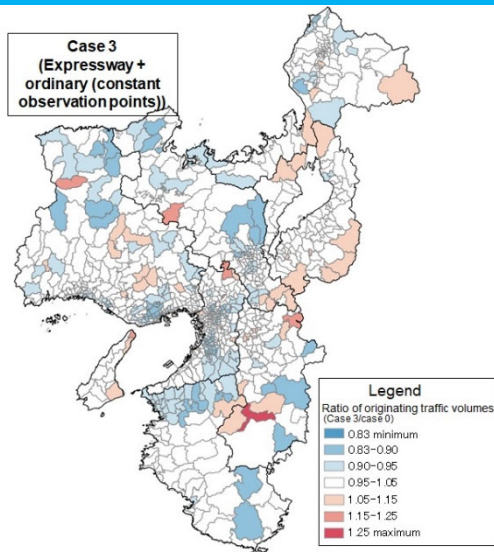 Case 3
(Expressway +
ordinary (constant
observation points))
Legend
Ratio of originating traffic volumes
(Case 3/case 0)
0.83 minimum
0.83–0.90
0.90–0.95
0.95–1.05
1.05–1.15
1.15–1.25
1.25 maximum